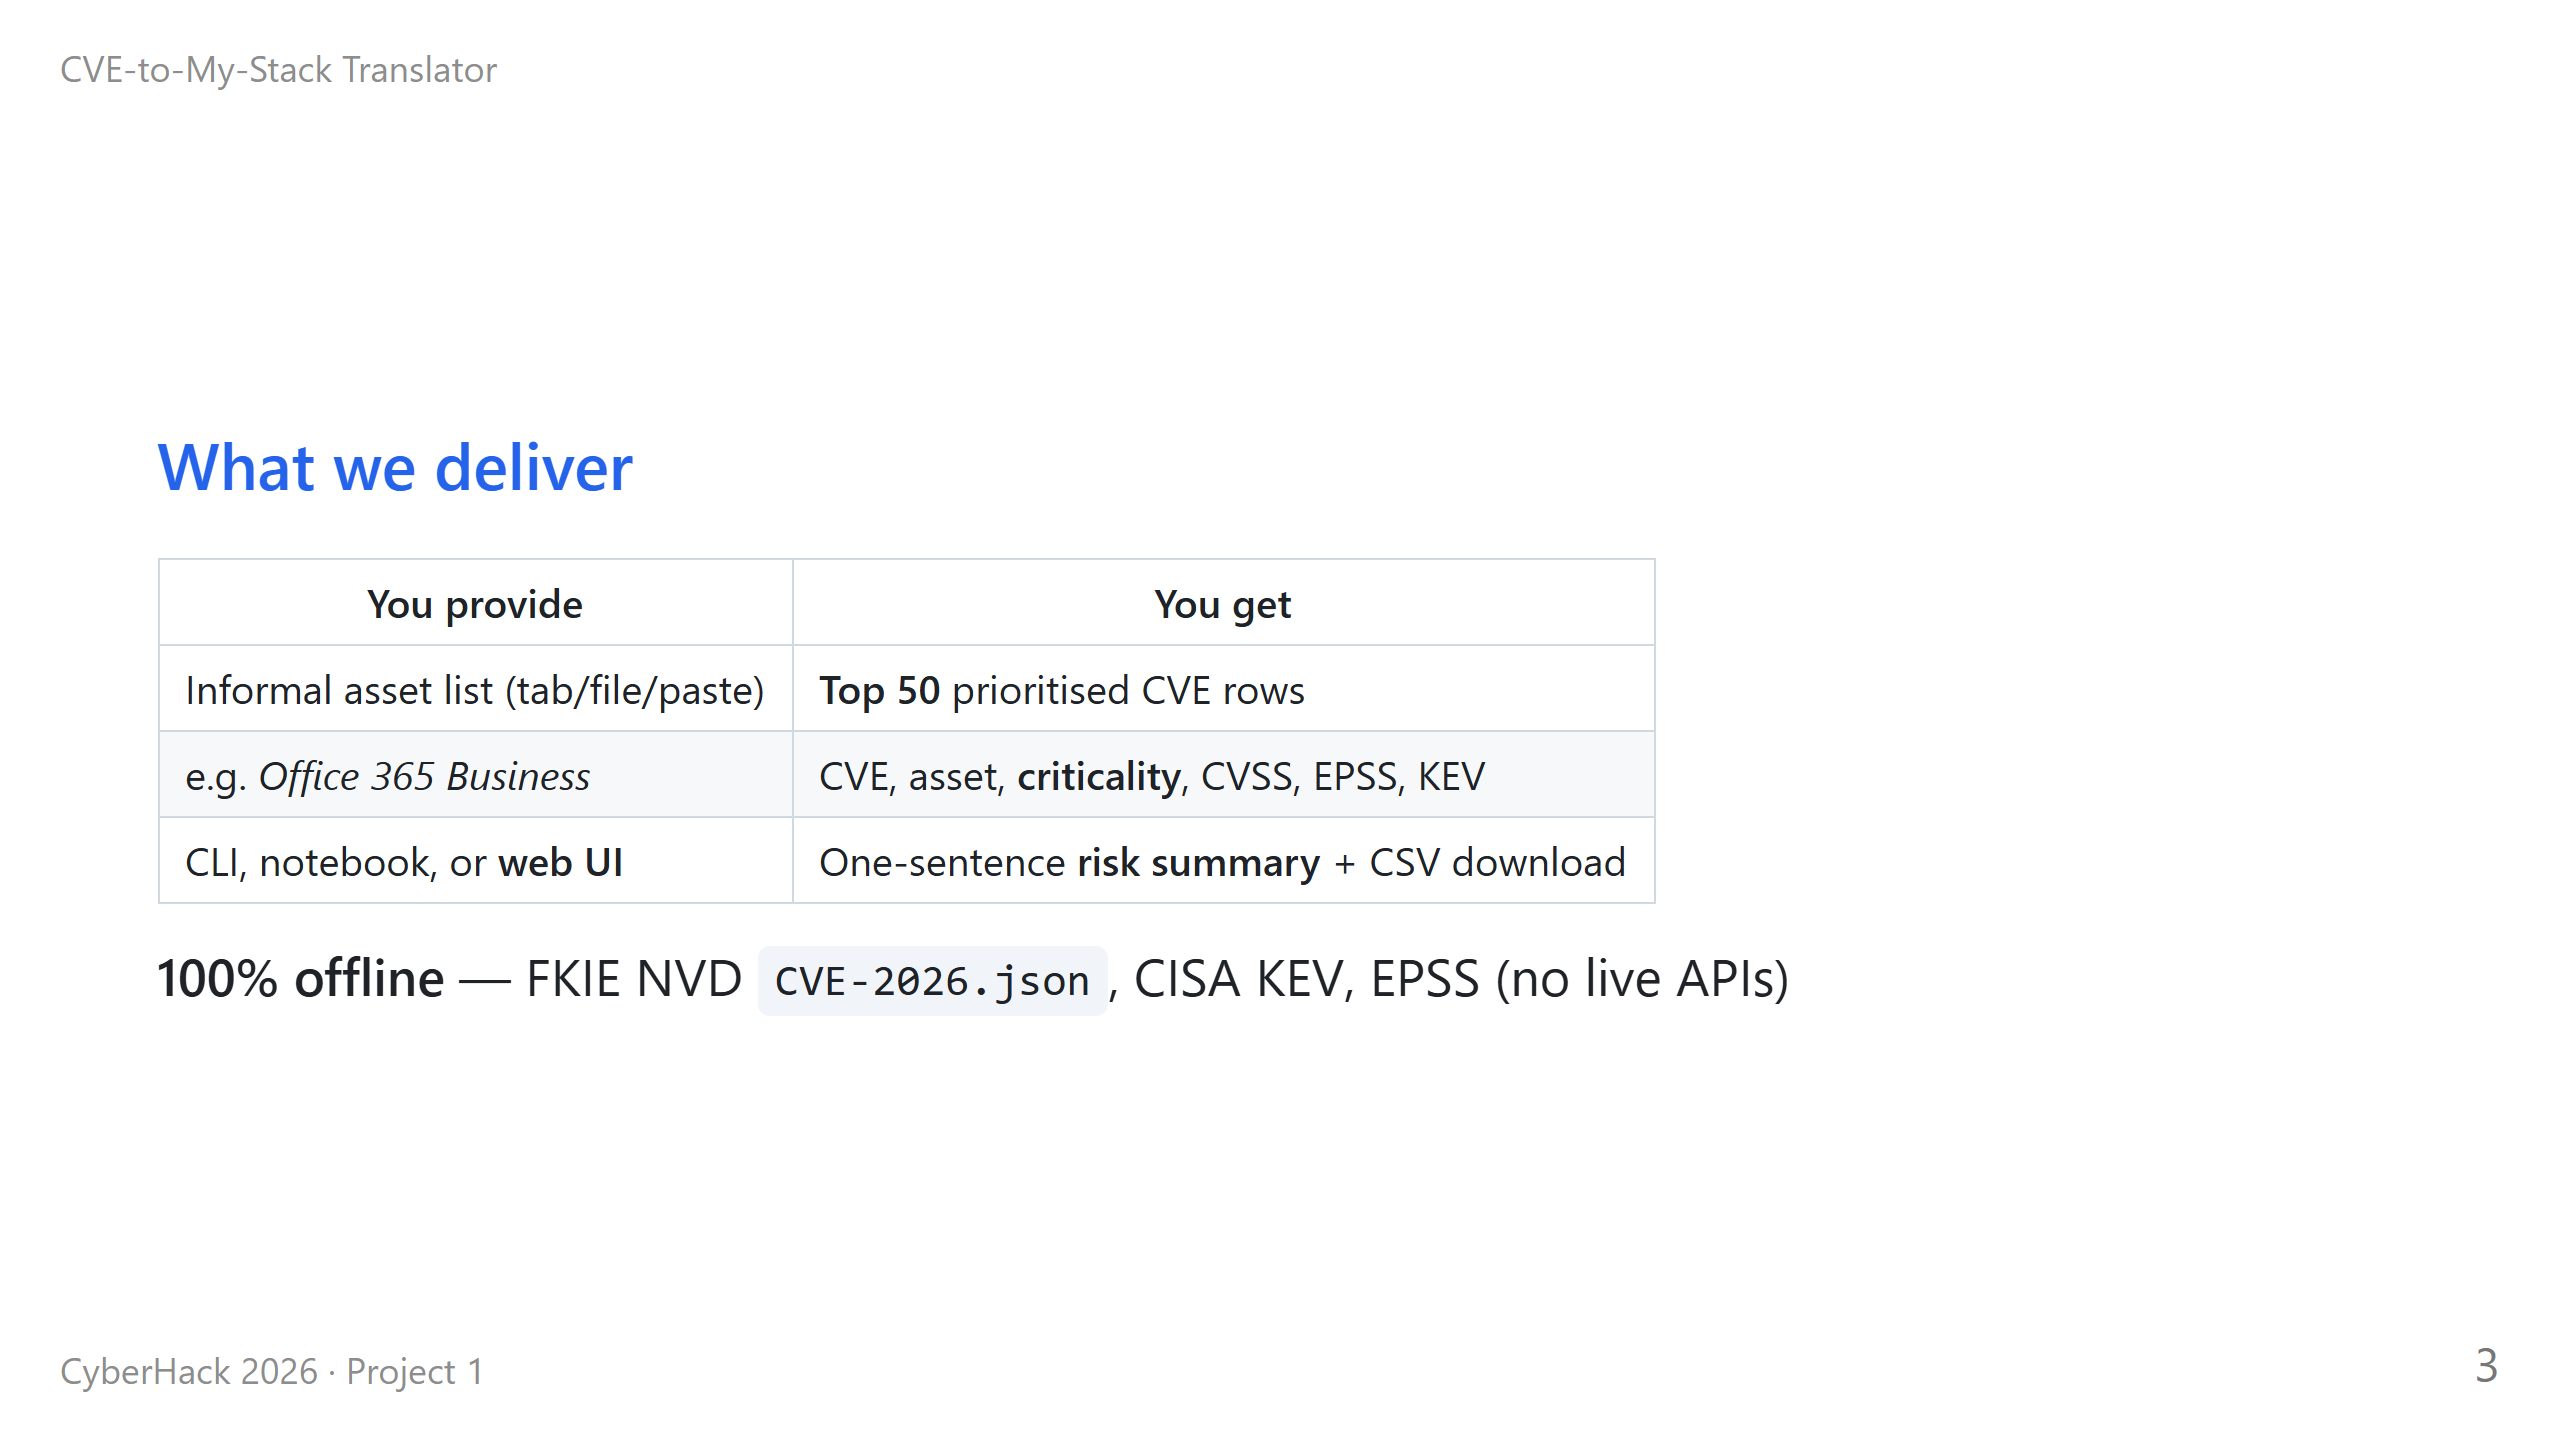 CVE-to-My-Stack Translator
What we deliver
You provide You get
Informal asset list (tab/file/paste) Top 50 prioritised CVE rows
e.g. Office 365 Business CVE, asset, criticality, CVSS, EPSS, KEV
CLI, notebook, or web UI One-sentence risk summary + CSV download
100% offline — FKIE NVD CVE-2026.json, CISA KEV, EPSS (no live APIs)
CyberHack 2026 · Project 1
3